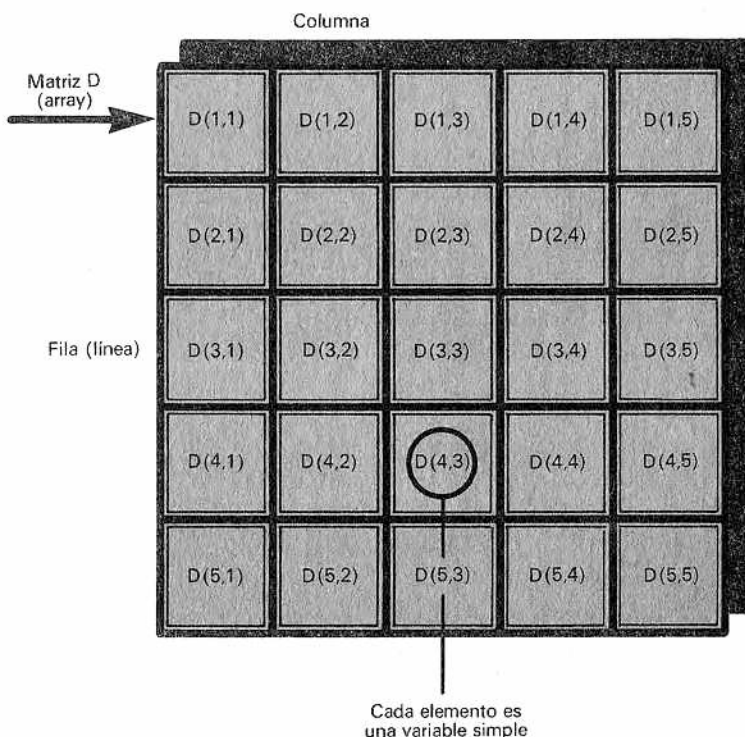 Columna
Matriz D
(array)
D(1,1) D(1,2) D(1,3) D(1,4) D(1,5)
D(2,1) D(2,2) D(2,3) D(2,4) D(2,5)
Fila (línea)
D(3,1) D(3,2) D(3,3) D(3,4) D(3,5)
D(4,1) D(4,2) D(4,3) D(4,4) D(4,5)
D(5,1) D(5,2) D(5,3) D(5,4) D(5,5)
Cada elemento es
una variable simple